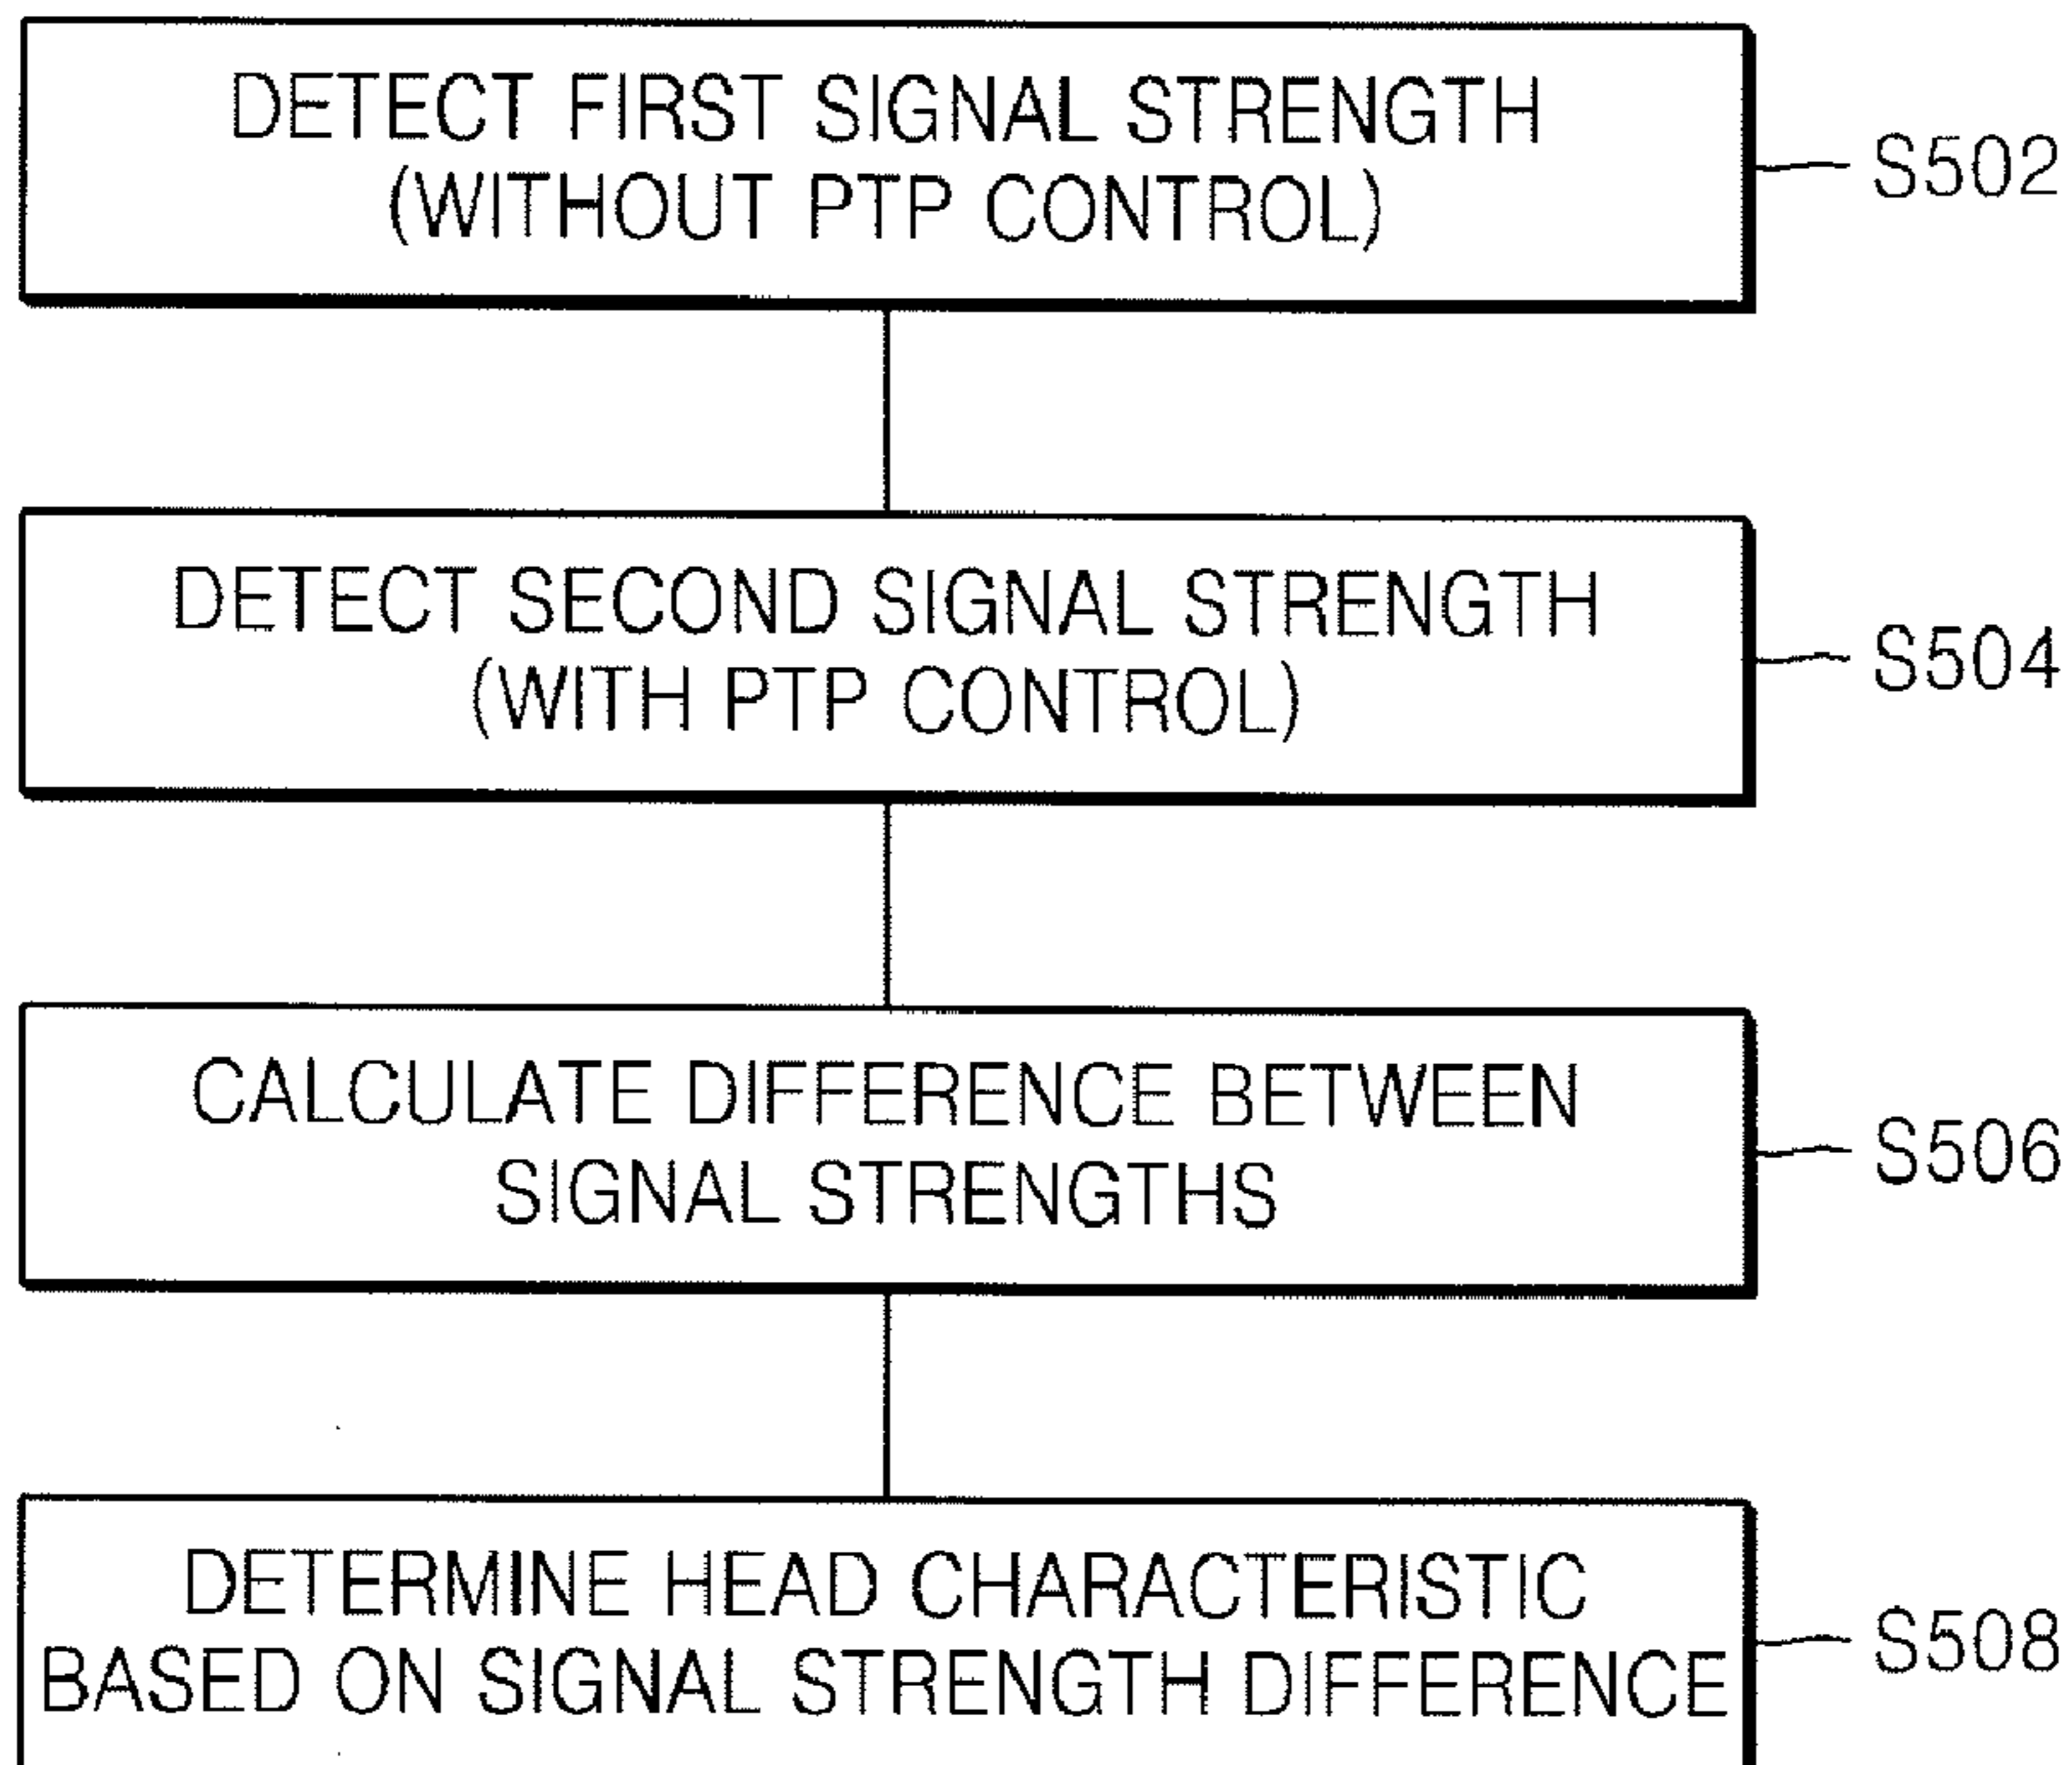 DETECT FIRST SIGNAL STRENGTH
(WITHOUT PTP CONTROL)
S502
DETECT SECOND SIGNAL STRENGTH
(WITH PTP CONTROL)
S504
CALCULATE DIFFERENCE BETWEEN
SIGNAL STRENGTHS
S506
DETERMINE HEAD CHARACTERISTIC
BASED ON SIGNAL STRENGTH DIFFERENCE
S508